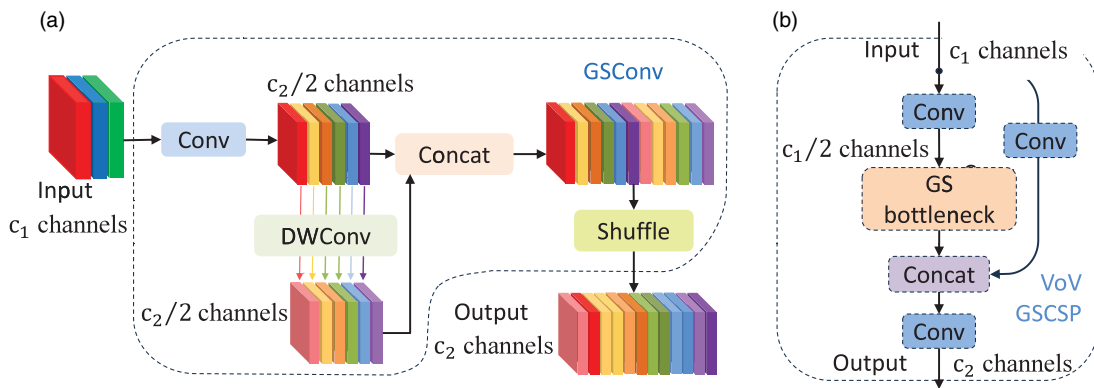 (a)
GSConv
c₂/2 channels
Conv
Concat
Input
c₁ channels
DWConv
Shuffle
c₂/2 channels
Output
c₂ channels
(b)
Input
c₁ channels
Conv
Conv
c₁/2 channels
GS
bottleneck
Concat
VoV
GSCSP
Conv
Output
c₂ channels